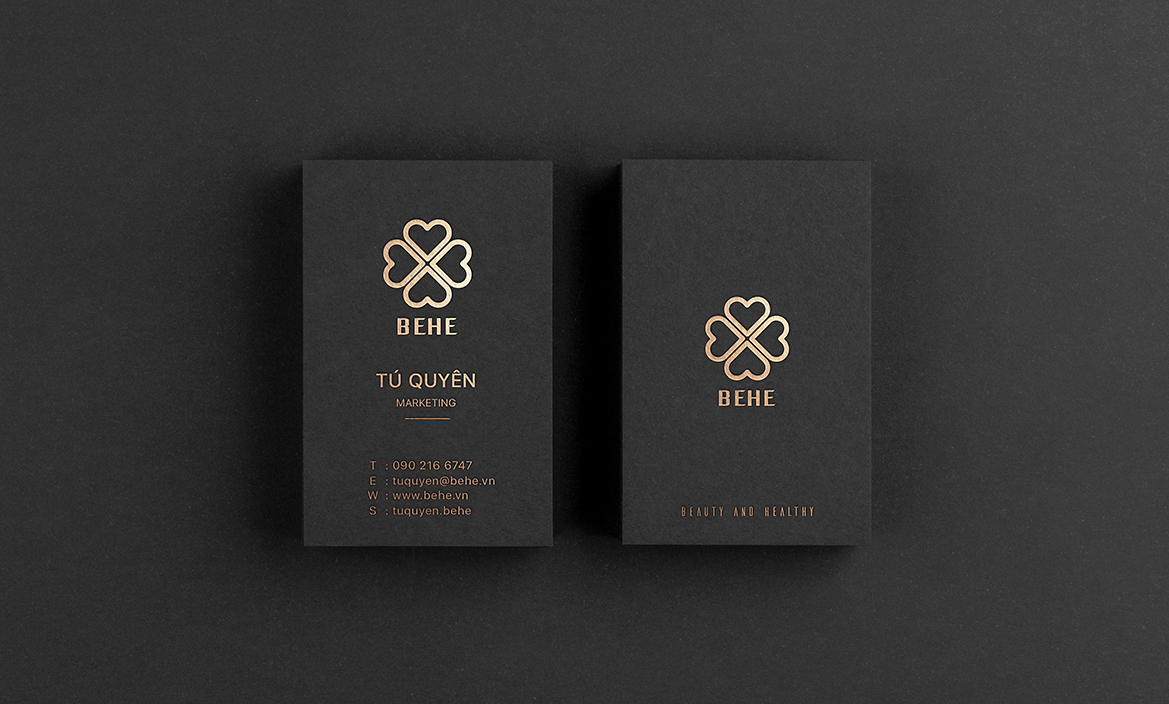 BEHE
TÚ QUYÊN
MARKETING
T : 090 216 6747
E : tuquyen@behe.vn
W : www.behe.vn
S : tuquyen.behe
BEHE
BEAUTY AND HEALTHY